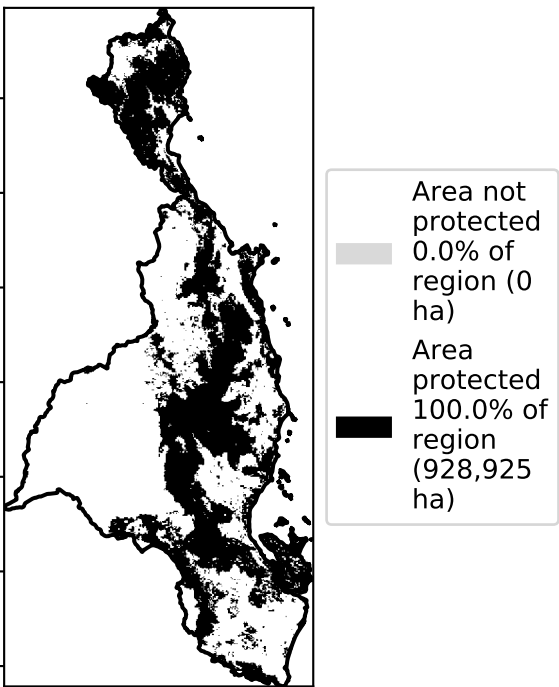 Area not
protected
0.0% of
region (0
ha)
Area
protected
100.0% of
region
(928,925
ha)